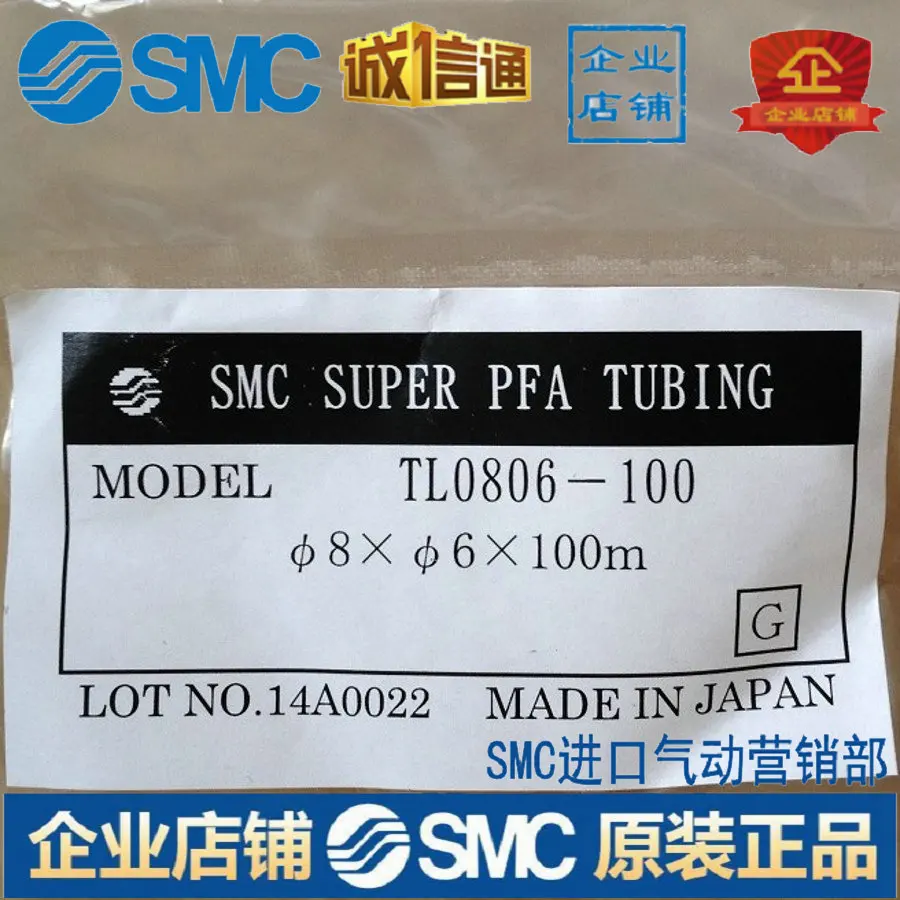 SMC
诚信通
企业
店铺
企
企业店铺
SMC SUPER PFA TUBING
MODEL TL0806-100
φ8×φ6×100m
G
LOT NO.14A0022 MADE IN JAPAN
SMC进口气动营销部
企业店铺 SMC 原装正品